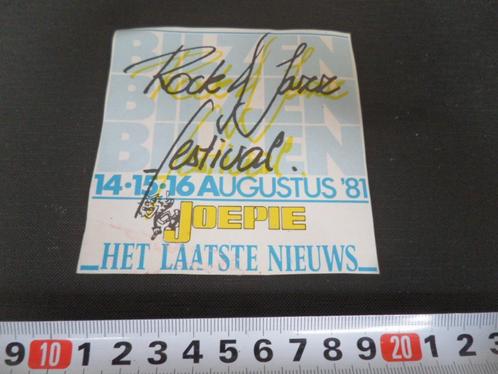 BILZEN
Rock & Jazz
BILZEN
Festival.
BILZEN
14·15·16 AUGUSTUS '81
JOEPIE
HET LAATSTE NIEUWS
9 10 1 2 3 4 5 6 7 8 9 20 1 2